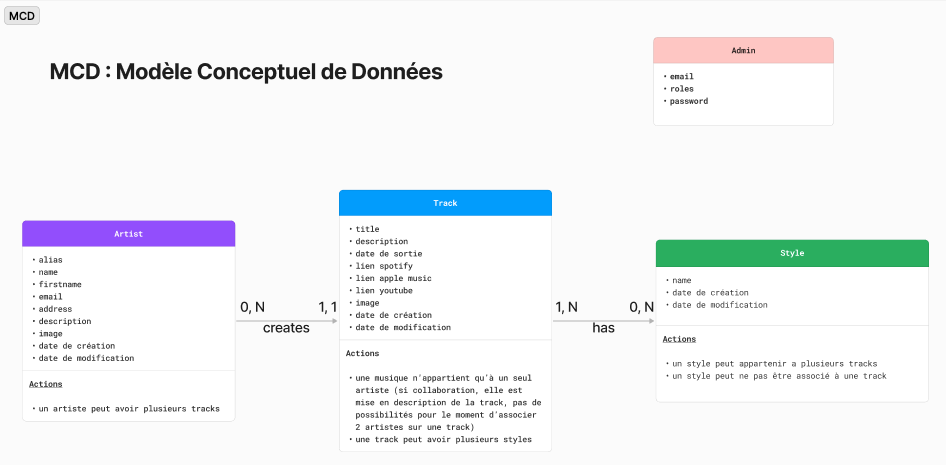 MCD
MCD : Modèle Conceptuel de Données
Admin
• email
• roles
• password
Artist
• alias
• name
• firstname
• email
• address
• description
• image
• date de création
• date de modification
Actions
• un artiste peut avoir plusieurs tracks
0, N
1, 1
creates
Track
• title
• description
• date de sortie
• lien spotify
• lien apple music
• lien youtube
• image
• date de création
• date de modification
Actions
• une musique n'appartient qu'à un seul
artiste (si collaboration, elle est
mise en description de la track, pas de
possibilités pour le moment d'associer
2 artistes sur une track)
• une track peut avoir plusieurs styles
1, N
0, N
has
Style
• name
• date de création
• date de modification
Actions
• un style peut appartenir a plusieurs tracks
• un style peut ne pas être associé à une track